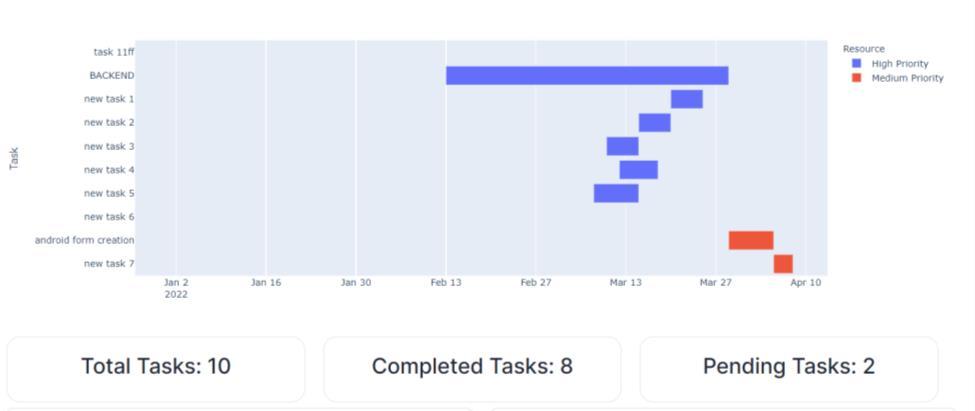 Resource
High Priority
Medium Priority
Task
task 11ff
BACKEND
new task 1
new task 2
new task 3
new task 4
new task 5
new task 6
android form creation
new task 7
Jan 2 Jan 16 Jan 30 Feb 13 Feb 27 Mar 13 Mar 27 Apr 10
2022
Total Tasks: 10 Completed Tasks: 8 Pending Tasks: 2